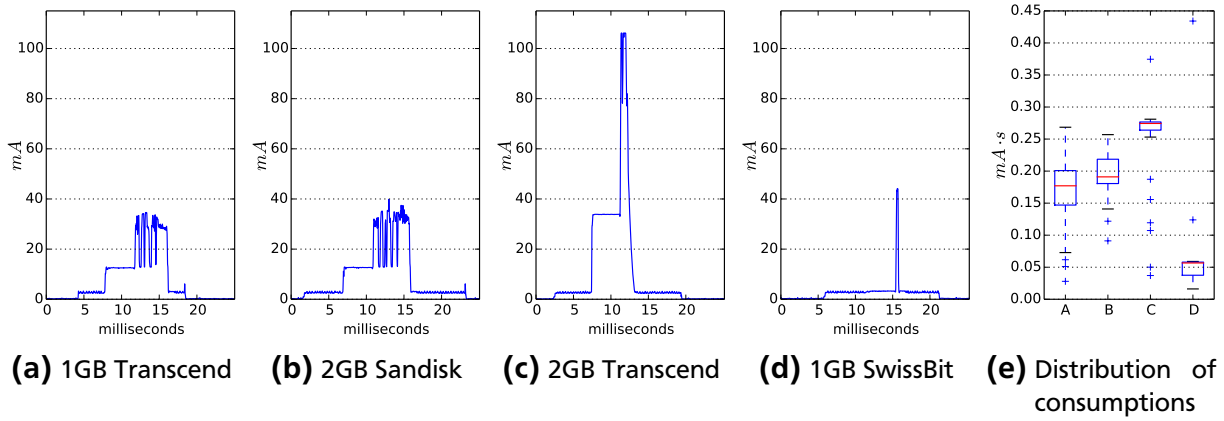 100
80
60
40
20
0
mA
0 5 10 15 20
milliseconds
(a) 1GB Transcend
100
80
60
40
20
0
mA
0 5 10 15 20
milliseconds
(b) 2GB Sandisk
100
80
60
40
20
0
mA
0 5 10 15 20
milliseconds
(c) 2GB Transcend
100
80
60
40
20
0
mA
0 5 10 15 20
milliseconds
(d) 1GB SwissBit
0.45
0.40
0.35
0.30
0.25
0.20
0.15
0.10
0.05
0.00
mA·s
A B C D
(e) Distribution of
consumptions